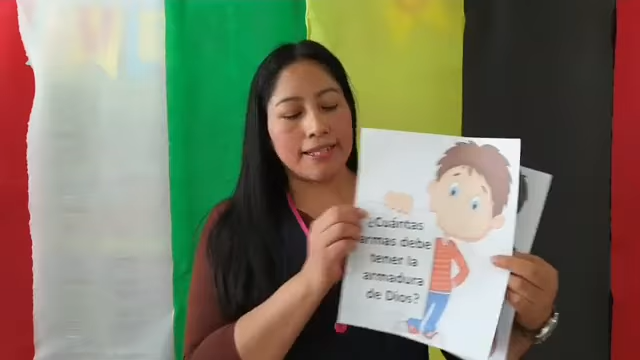 ¿Cuántas
armas debe
tener la
armadura
de Dios?